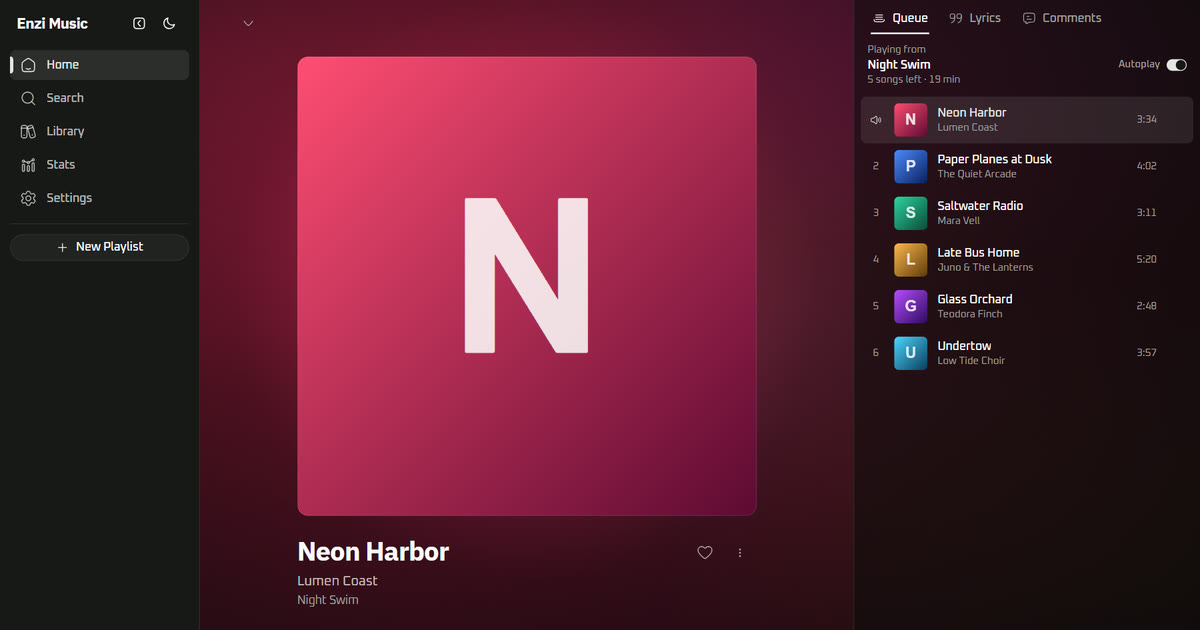 Enzi Music
Home
Search
Library
Stats
Settings
+ New Playlist
N
Neon Harbor
Lumen Coast
Night Swim
Queue
Lyrics
Comments
Playing from
Night Swim
5 songs left · 19 min
Autoplay
N
Neon Harbor
Lumen Coast
3:34
2
P
Paper Planes at Dusk
The Quiet Arcade
4:02
3
S
Saltwater Radio
Mara Vell
3:11
4
L
Late Bus Home
Juno & The Lanterns
5:20
5
G
Glass Orchard
Teodora Finch
2:48
6
U
Undertow
Low Tide Choir
3:57